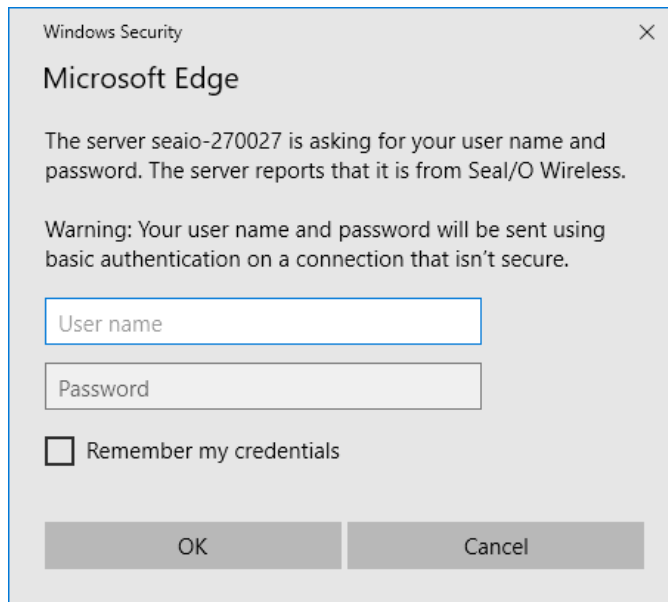 Windows Security
Microsoft Edge
The server seaio-270027 is asking for your user name and
password. The server reports that it is from SeaI/O Wireless.
Warning: Your user name and password will be sent using
basic authentication on a connection that isn’t secure.
User name
Password
Remember my credentials
OK
Cancel